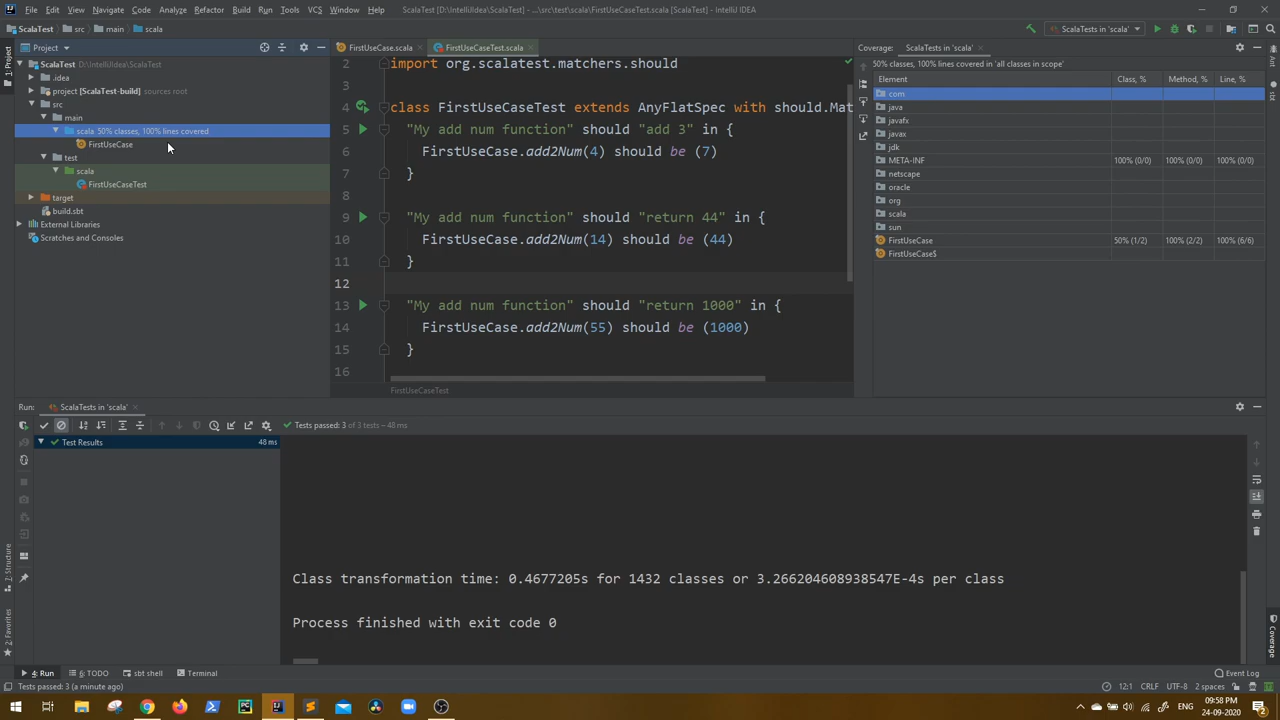 File Edit View Navigate Code Analyze Refactor Build Run Tools VCS Window Help ScalaTest [D:\IntelliJIdea\ScalaTest] - ...\src\test\scala\FirstUseCaseTest.scala [ScalaTest] - IntelliJ IDEA
ScalaTest src main scala ScalaTests in 'scala'
Project FirstUseCase.scala FirstUseCaseTest.scala Coverage: ScalaTests in 'scala'
ScalaTest D:\IntelliJIdea\ScalaTest
.idea
project [ScalaTest-build] sources root
src
main
scala 50% classes, 100% lines covered
FirstUseCase
test
scala
FirstUseCaseTest
target
build.sbt
External Libraries
Scratches and Consoles
2 import org.scalatest.matchers.should
3
4 class FirstUseCaseTest extends AnyFlatSpec with should.Mat
5 "My add num function" should "add 3" in {
6 FirstUseCase.add2Num(4) should be (7)
7 }
8
9 "My add num function" should "return 44" in {
10 FirstUseCase.add2Num(14) should be (44)
11 }
12
13 "My add num function" should "return 1000" in {
14 FirstUseCase.add2Num(55) should be (1000)
15 }
16
FirstUseCaseTest
50% classes, 100% lines covered in 'all classes in scope'
Element Class, % Method, % Line, %
com
java
javafx
javax
jdk
META-INF 100% (0/0) 100% (0/0) 100% (0/0)
netscape
oracle
org
scala
sun
FirstUseCase 50% (1/2) 100% (2/2) 100% (6/6)
FirstUseCase$
1: Project
Ant
sbt
Run: ScalaTests in 'scala'
Tests passed: 3 of 3 tests – 48 ms
Test Results 48 ms
Class transformation time: 0.4677205s for 1432 classes or 3.266204608938547E-4s per class
Process finished with exit code 0
7: Structure
2: Favorites
Coverage
4: Run 6: TODO sbt shell Terminal Event Log
Tests passed: 3 (a minute ago) 12:1 CRLF UTF-8 2 spaces
ENG 09:58 PM
24-09-2020
2